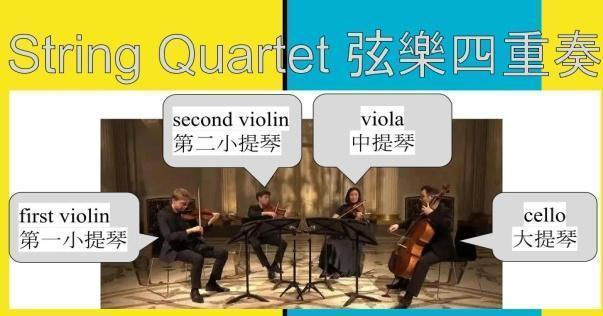 String Quartet 弦樂四重奏
second violin
第二小提琴
viola
中提琴
first violin
第一小提琴
cello
大提琴